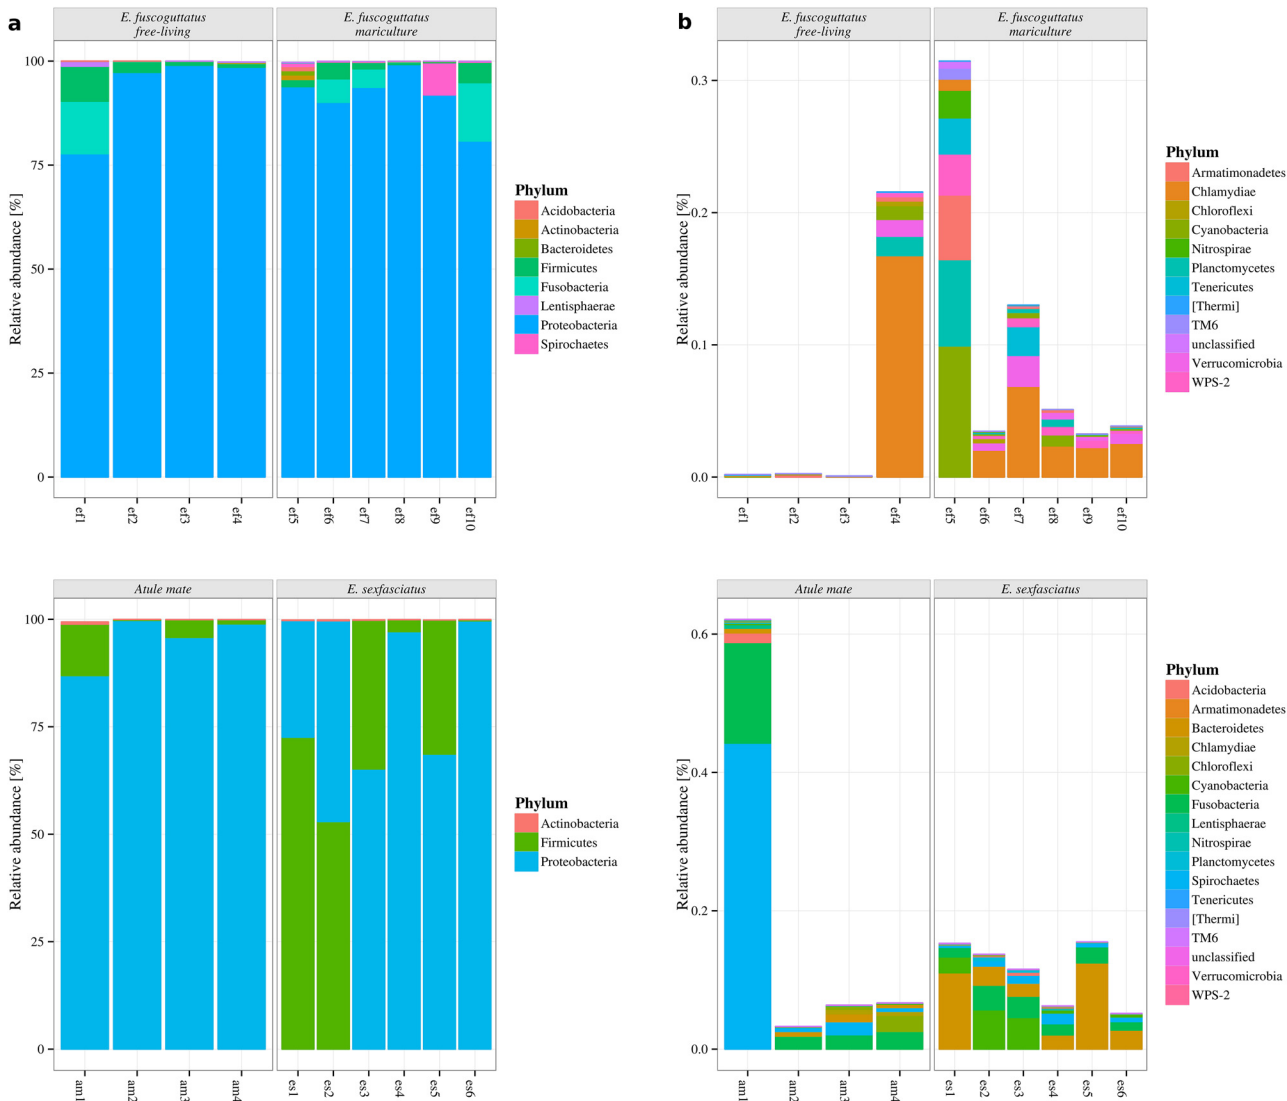 a
E. fuscoguttatus
free-living
E. fuscoguttatus
mariculture
Relative abundance [%]
100
75
50
25
0
ef1
ef2
ef3
ef4
ef5
ef6
ef7
ef8
ef9
ef10
Phylum
Acidobacteria
Actinobacteria
Bacteroidetes
Firmicutes
Fusobacteria
Lentisphaerae
Proteobacteria
Spirochaetes
b
E. fuscoguttatus
free-living
E. fuscoguttatus
mariculture
Relative abundance [%]
0.3
0.2
0.1
0.0
ef1
ef2
ef3
ef4
ef5
ef6
ef7
ef8
ef9
ef10
Phylum
Armatimonadetes
Chlamydiae
Chloroflexi
Cyanobacteria
Nitrospirae
Planctomycetes
Tenericutes
[Thermi]
TM6
unclassified
Verrucomicrobia
WPS-2
Atule mate
E. sexfasciatus
Relative abundance [%]
100
75
50
25
0
am1
am2
am3
am4
es1
es2
es3
es4
es5
es6
Phylum
Actinobacteria
Firmicutes
Proteobacteria
Atule mate
E. sexfasciatus
Relative abundance [%]
0.6
0.4
0.2
0.0
am1
am2
am3
am4
es1
es2
es3
es4
es5
es6
Phylum
Acidobacteria
Armatimonadetes
Bacteroidetes
Chlamydiae
Chloroflexi
Cyanobacteria
Fusobacteria
Lentisphaerae
Nitrospirae
Planctomycetes
Spirochaetes
Tenericutes
[Thermi]
TM6
unclassified
Verrucomicrobia
WPS-2